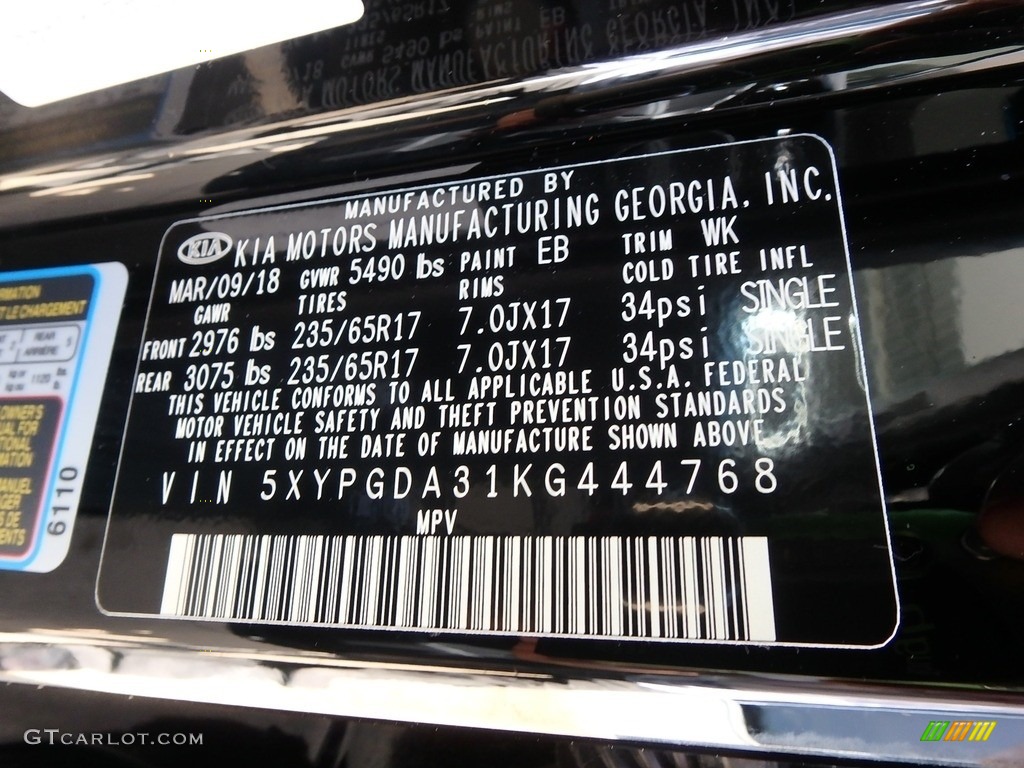 MANUFACTURED BY
KIA KIA MOTORS MANUFACTURING GEORGIA, INC.
MAR/09/18 GVWR 5490 lbs PAINT EB TRIM WK
GAWR TIRES RIMS COLD TIRE INFL
FRONT 2976 lbs 235/65R17 7.0JX17 34psi SINGLE
REAR 3075 lbs 235/65R17 7.0JX17 34psi SINGLE
THIS VEHICLE CONFORMS TO ALL APPLICABLE U.S.A. FEDERAL
MOTOR VEHICLE SAFETY AND THEFT PREVENTION STANDARDS
IN EFFECT ON THE DATE OF MANUFACTURE SHOWN ABOVE
VIN 5XYPGDA31KG444768
MPV
REAR
6110
GTCARLOT.COM